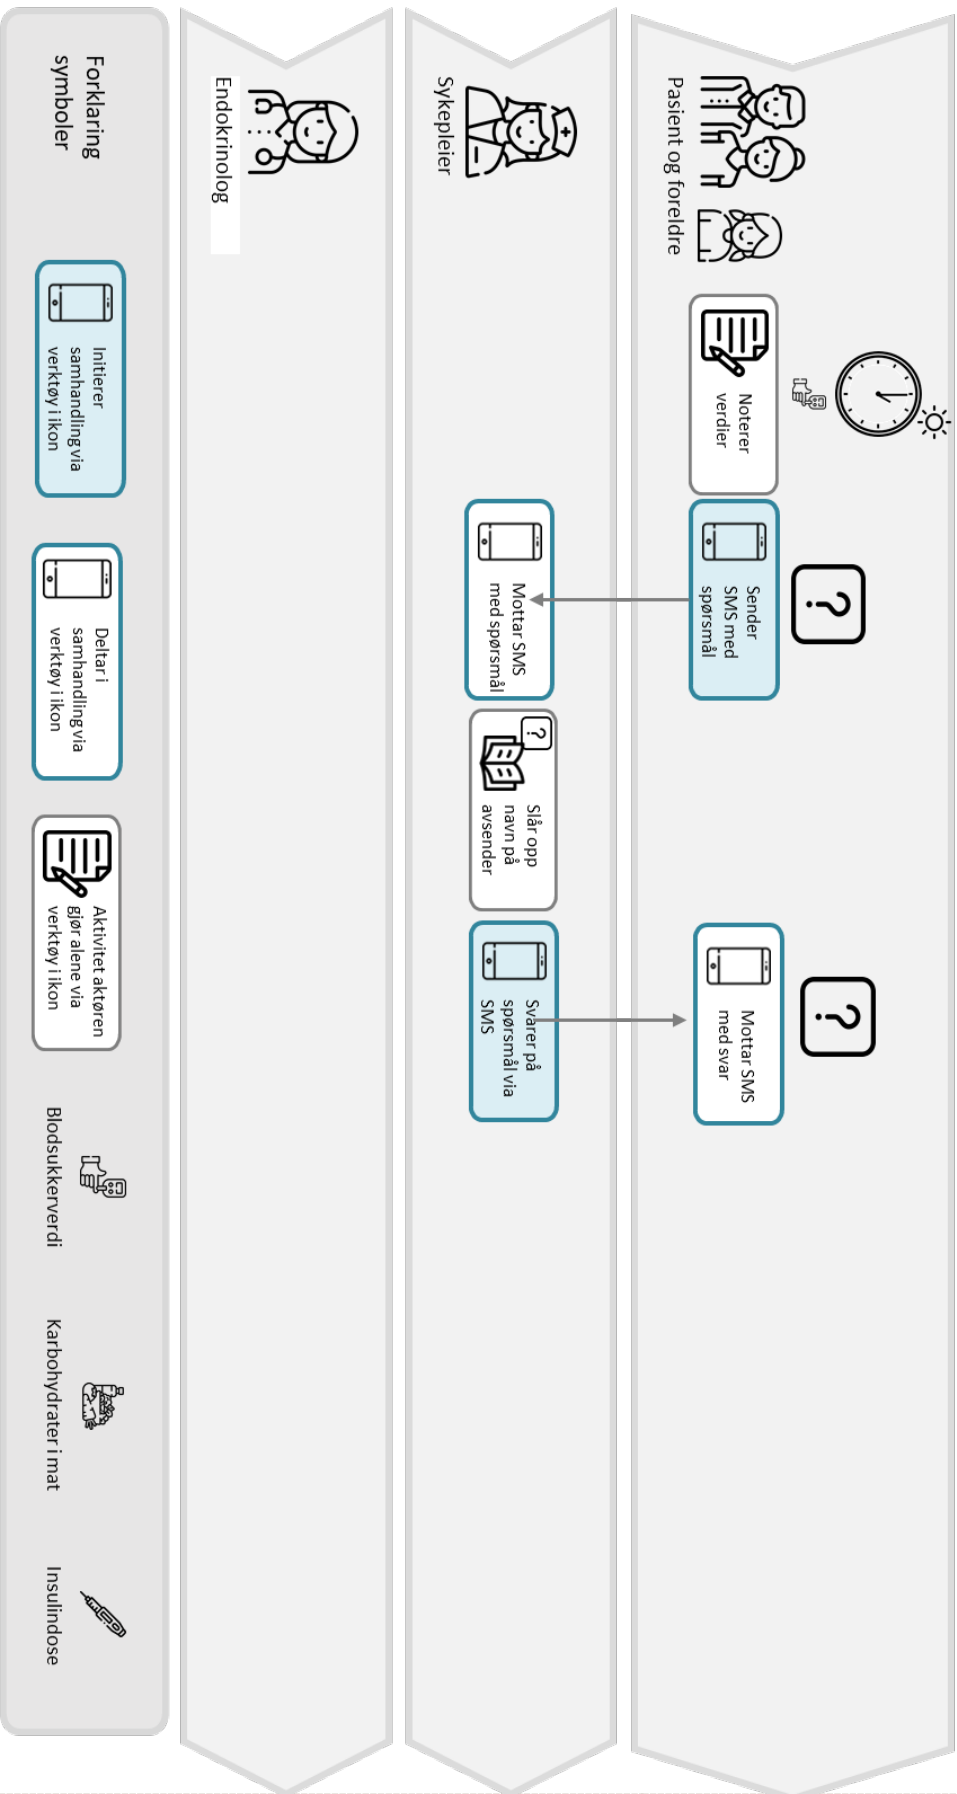 Pasient og foreldre
Noterer
verdier
?
Sender
SMS med
spørsmål
?
Mottar SMS
med svar
Sykepleier
Mottar SMS
med spørsmål
?
Slår opp
navn på
avsender
Svarer på
spørsmål via
SMS
Endokrinolog
Forklaring
symboler
Initierer
samhandling via
verktøy i ikon
Deltar i
samhandling via
verktøy i ikon
Aktivitet aktøren
gjør alene via
verktøy i ikon
Blodsukkerverdi
Karbohydrater i mat
Insulindose